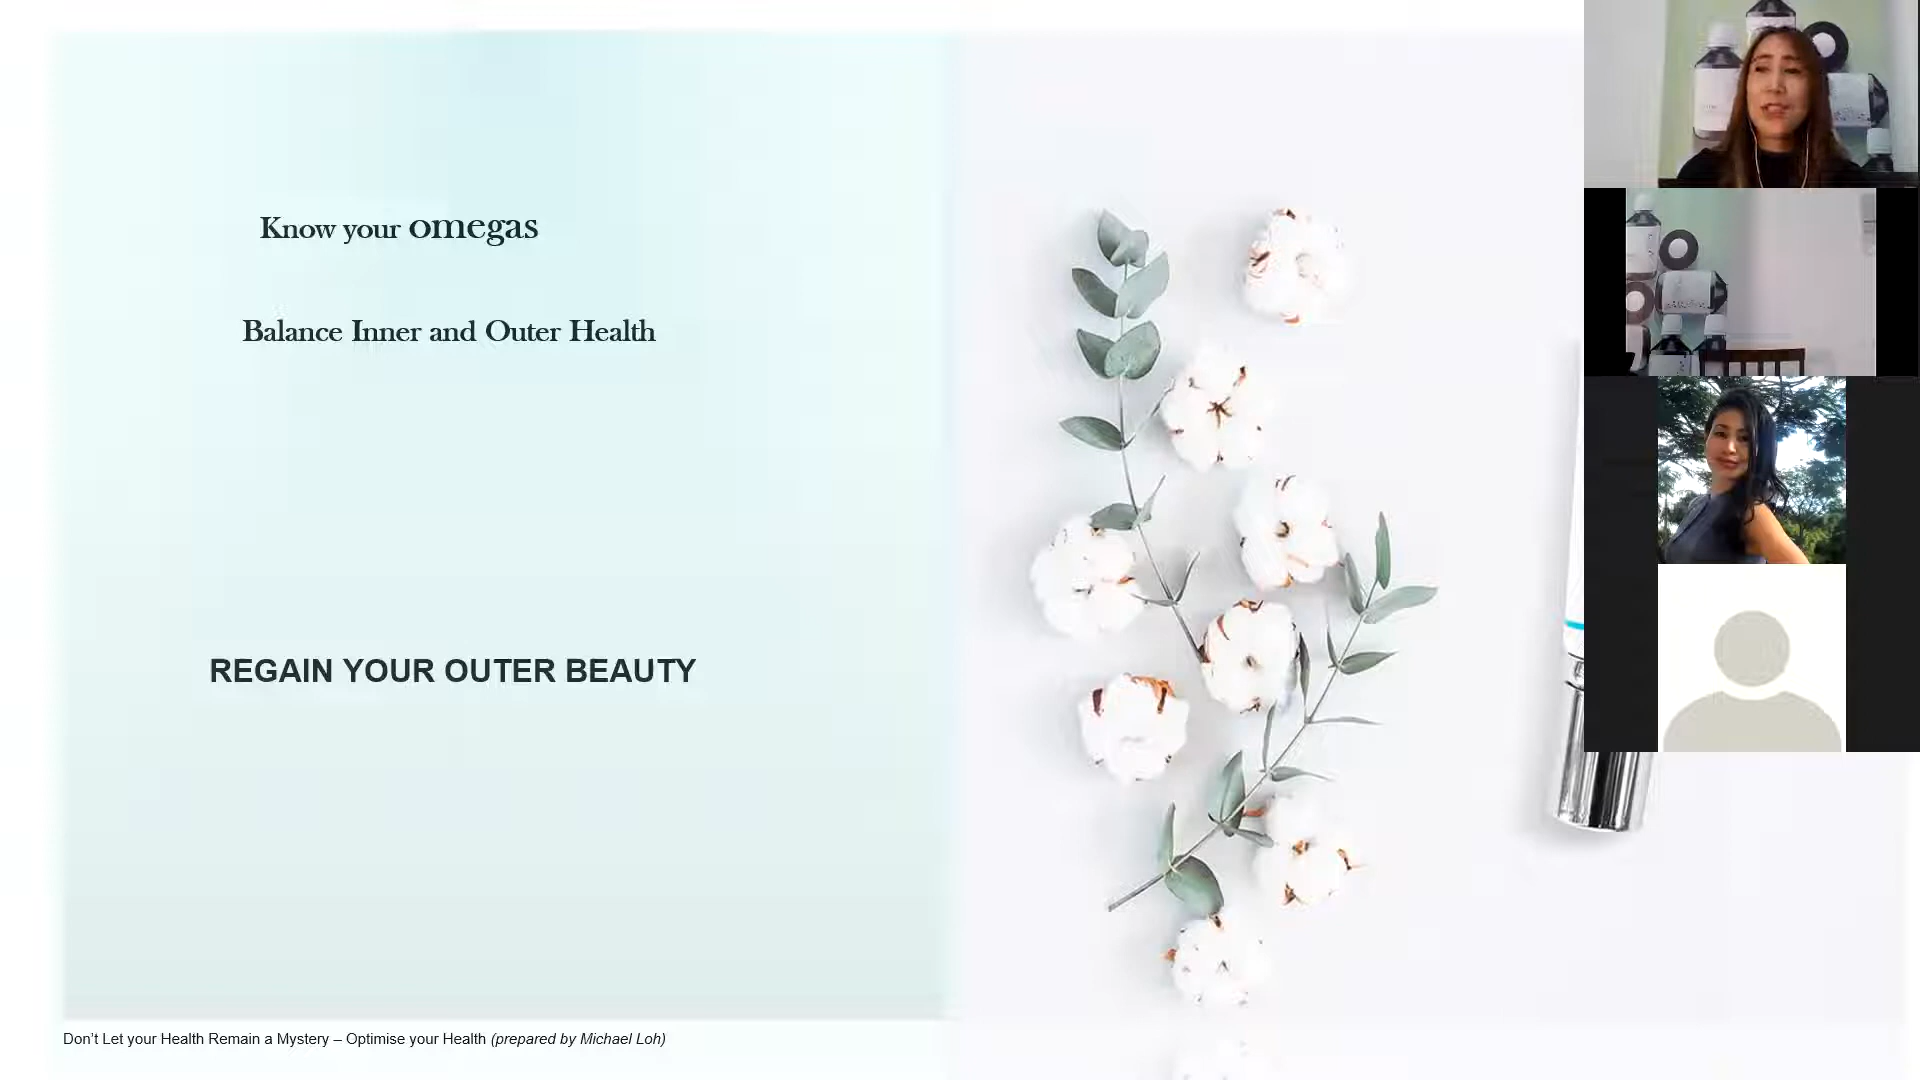 Know your omegas
Balance Inner and Outer Health
REGAIN YOUR OUTER BEAUTY
Don't Let your Health Remain a Mystery – Optimise your Health (prepared by Michael Loh)